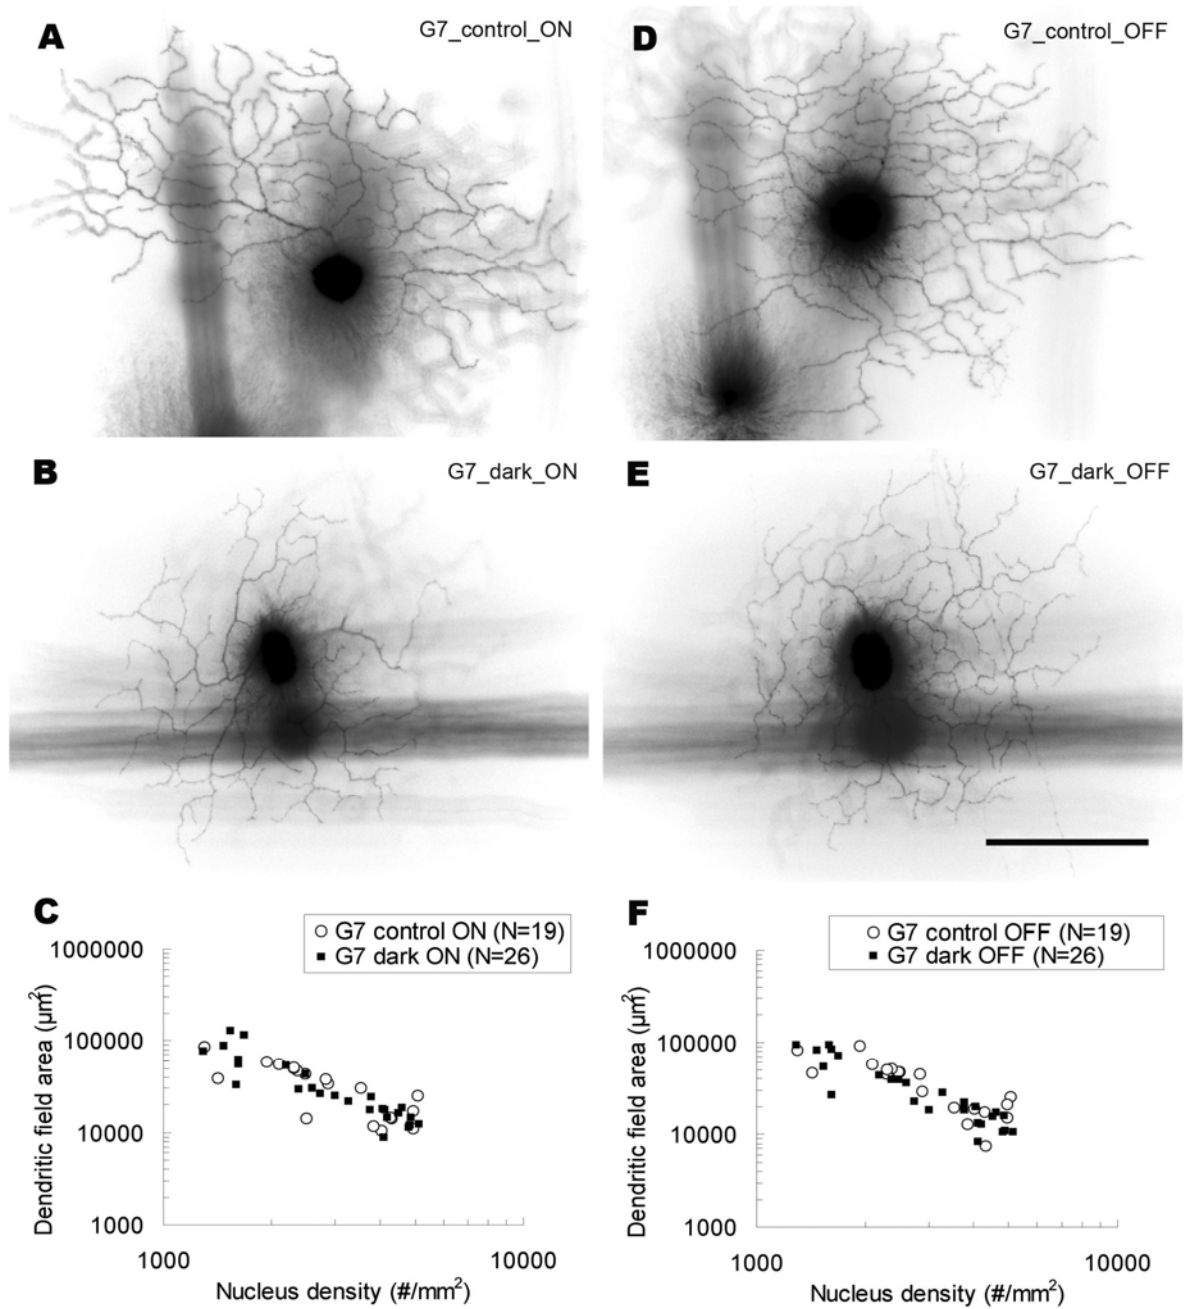 A
G7_control_ON
D
G7_control_OFF
B
G7_dark_ON
E
G7_dark_OFF
C
G7 control ON (N=19)
G7 dark ON (N=26)
1000000
100000
10000
1000
1000
10000
Dendritic field area (µm²)
Nucleus density (#/mm²)
F
G7 control OFF (N=19)
G7 dark OFF (N=26)
1000000
100000
10000
1000
1000
10000
Dendritic field area (µm²)
Nucleus density (#/mm²)